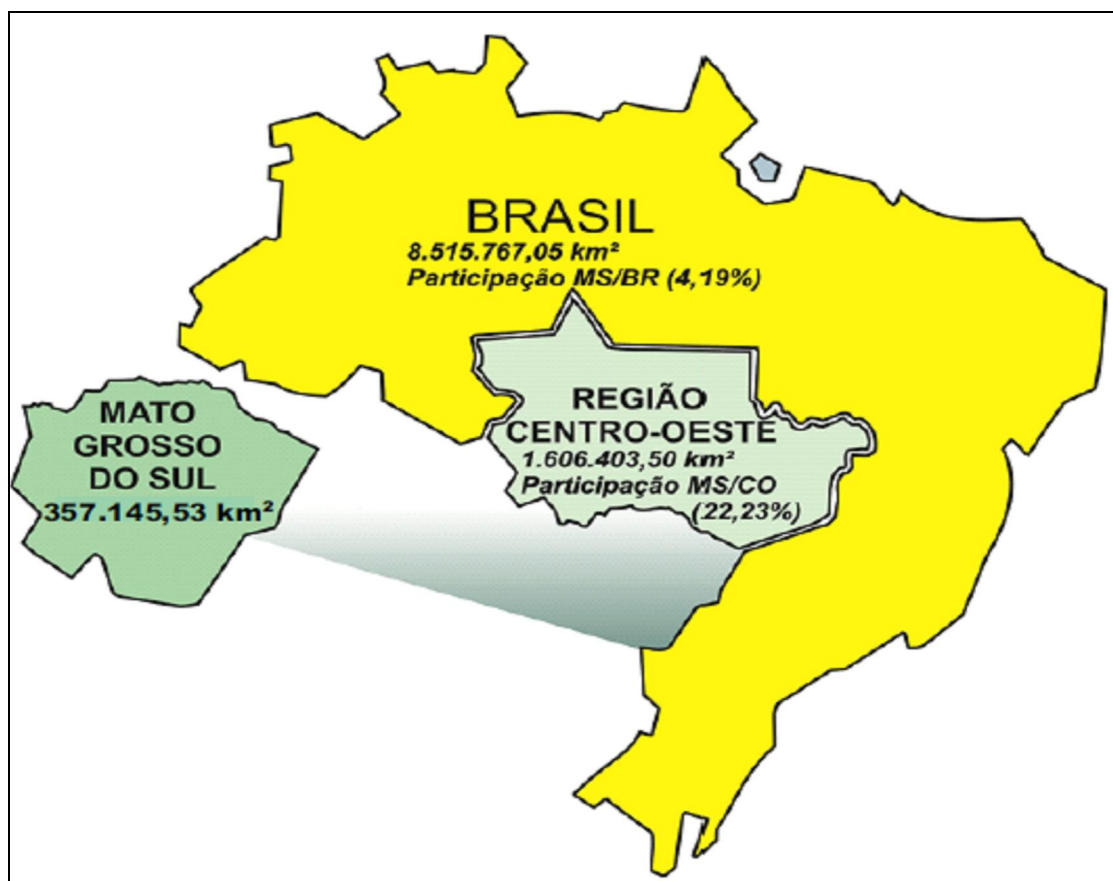 BRASIL
8.515.767,05 km²
Participação MS/BR (4,19%)
REGIÃO
CENTRO-OESTE
1.606.403,50 km²
Participação MS/CO
(22,23%)
MATO
GROSSO
DO SUL
357.145,53 km²